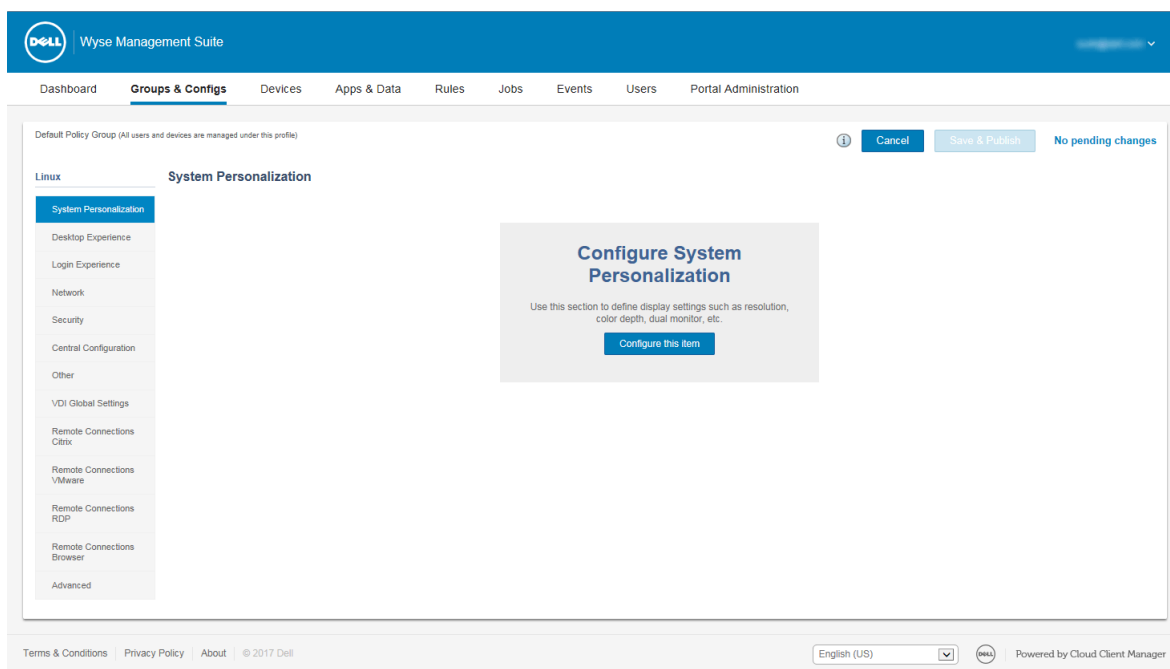 DELL Wyse Management Suite
Dashboard Groups & Configs Devices Apps & Data Rules Jobs Events Users Portal Administration
Default Policy Group (All users and devices are managed under this profile)
i Cancel Save & Publish No pending changes
Linux
System Personalization
System Personalization
Desktop Experience
Login Experience
Network
Security
Central Configuration
Other
VDI Global Settings
Remote Connections
Citrix
Remote Connections
VMware
Remote Connections
RDP
Remote Connections
Browser
Advanced
Configure System
Personalization
Use this section to define display settings such as resolution,
color depth, dual monitor, etc.
Configure this item
Terms & Conditions Privacy Policy About © 2017 Dell
English (US) DELL Powered by Cloud Client Manager